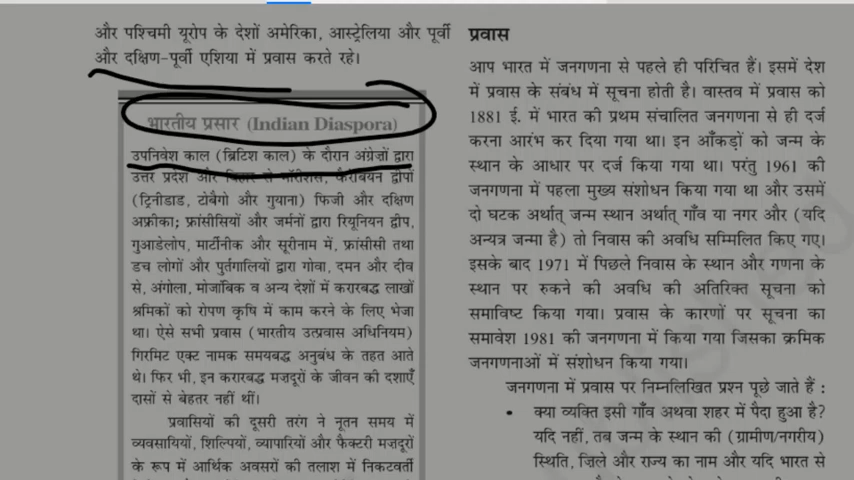 और पश्चिमी यूरोप के देशों अमेरिका, आस्ट्रेलिया और पूर्वी
और दक्षिण-पूर्वी एशिया में प्रवास करते रहे।
भारतीय प्रसार (Indian Diaspora)
उपनिवेश काल (ब्रिटिश काल) के दौरान अंग्रेज़ों द्वारा
उत्तर प्रदेश और बिहार से मॉरीशस, कैरेबियन द्वीपों
(ट्रिनीडाड, टोबैगो और गुयाना) फिजी और दक्षिण
अफ्रीका; फ्रांसीसियों और जर्मनों द्वारा रियूनियन द्वीप,
गुआडेलोप, मार्टीनीक और सूरीनाम में, फ्रांसीसी तथा
डच लोगों और पुर्तगालियों द्वारा गोवा, दमन और दीव
से, अंगोला, मोजांबिक व अन्य देशों में करारबद्ध लाखों
श्रमिकों को रोपण कृषि में काम करने के लिए भेजा
था। ऐसे सभी प्रवास (भारतीय उत्प्रवास अधिनियम)
गिरमिट एक्ट नामक समयबद्ध अनुबंध के तहत आते
थे। फिर भी, इन करारबद्ध मज़दूरों के जीवन की दशाएँ
दासों से बेहतर नहीं थीं।
प्रवासियों की दूसरी तरंग ने नूतन समय में
व्यवसायियों, शिल्पियों, व्यापारियों और फैक्टरी मज़दूरों
के रूप में आर्थिक अवसरों की तलाश में निकटवर्ती
प्रवास
आप भारत में जनगणना से पहले ही परिचित हैं। इसमें देश
में प्रवास के संबंध में सूचना होती है। वास्तव में प्रवास को
1881 ई. में भारत की प्रथम संचालित जनगणना से ही दर्ज
करना आरंभ कर दिया गया था। इन आँकड़ों को जन्म के
स्थान के आधार पर दर्ज किया गया था। परंतु 1961 की
जनगणना में पहला मुख्य संशोधन किया गया था और उसमें
दो घटक अर्थात् जन्म स्थान अर्थात् गाँव या नगर और (यदि
अन्यत्र जन्मा है) तो निवास की अवधि सम्मिलित किए गए।
इसके बाद 1971 में पिछले निवास के स्थान और गणना के
स्थान पर रुकने की अवधि की अतिरिक्त सूचना को
समाविष्ट किया गया। प्रवास के कारणों पर सूचना का
समावेश 1981 की जनगणना में किया गया जिसका क्रमिक
जनगणनाओं में संशोधन किया गया।
जनगणना में प्रवास पर निम्नलिखित प्रश्न पूछे जाते हैं :
• क्या व्यक्ति इसी गाँव अथवा शहर में पैदा हुआ है?
यदि नहीं, तब जन्म के स्थान की (ग्रामीण/नगरीय)
स्थिति, ज़िले और राज्य का नाम और यदि भारत से